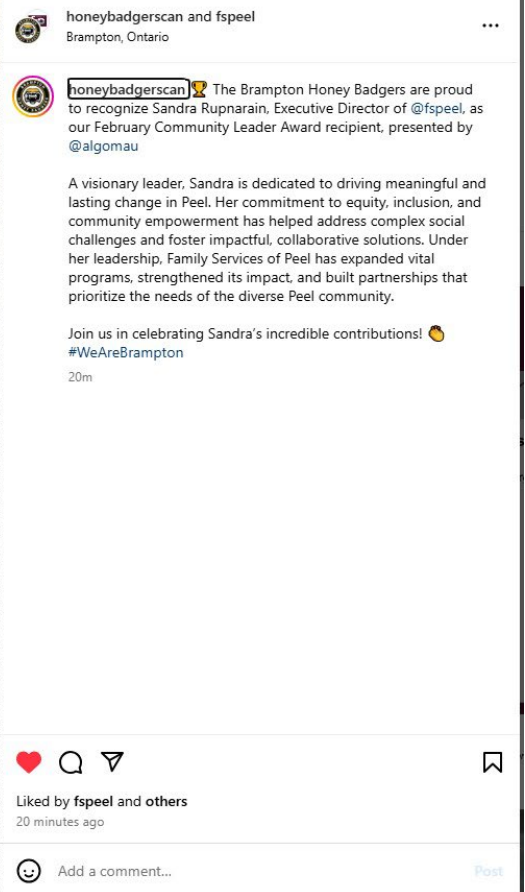 honeybadgerscan and fspeel
Brampton, Ontario
honeybadgerscan🏆 The Brampton Honey Badgers are proud
to recognize Sandra Rupnarain, Executive Director of @fspeel, as
our February Community Leader Award recipient, presented by
@algomau
A visionary leader, Sandra is dedicated to driving meaningful and
lasting change in Peel. Her commitment to equity, inclusion, and
community empowerment has helped address complex social
challenges and foster impactful, collaborative solutions. Under
her leadership, Family Services of Peel has expanded vital
programs, strengthened its impact, and built partnerships that
prioritize the needs of the diverse Peel community.
Join us in celebrating Sandra’s incredible contributions! 👏
#WeAreBrampton
20m
Liked by fspeel and others
20 minutes ago
Add a comment...
Post